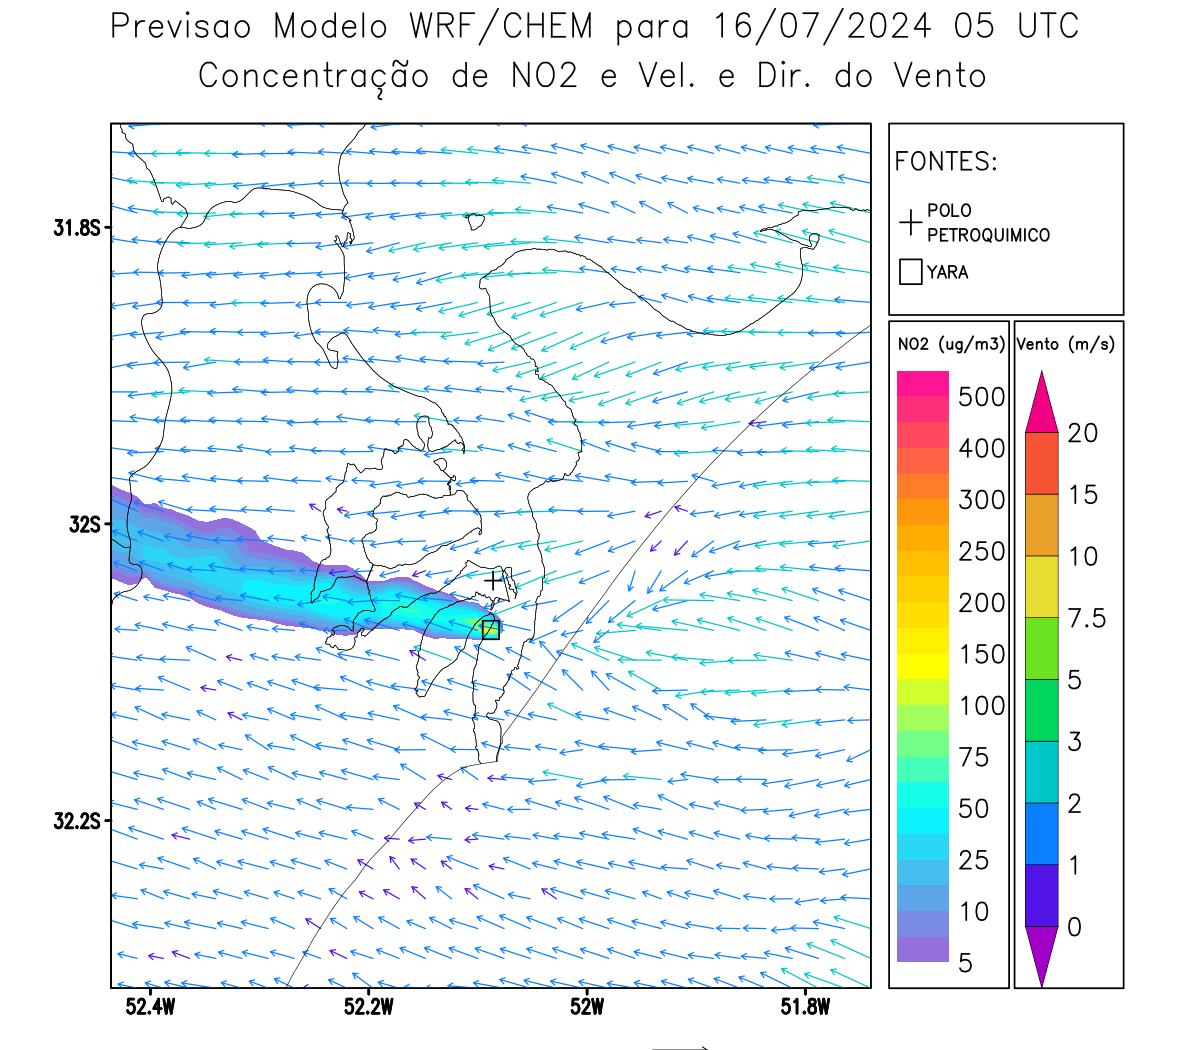 Previsao Modelo WRF/CHEM para 16/07/2024 05 UTC
Concentração de NO2 e Vel. e Dir. do Vento
FONTES:
POLO
PETROQUIMICO
YARA
NO2 (ug/m3)
500
400
300
250
200
150
100
75
50
25
10
5
Vento (m/s)
20
15
10
7.5
5
3
2
1
0
31.8S
32S
32.2S
52.4W
52.2W
52W
51.8W